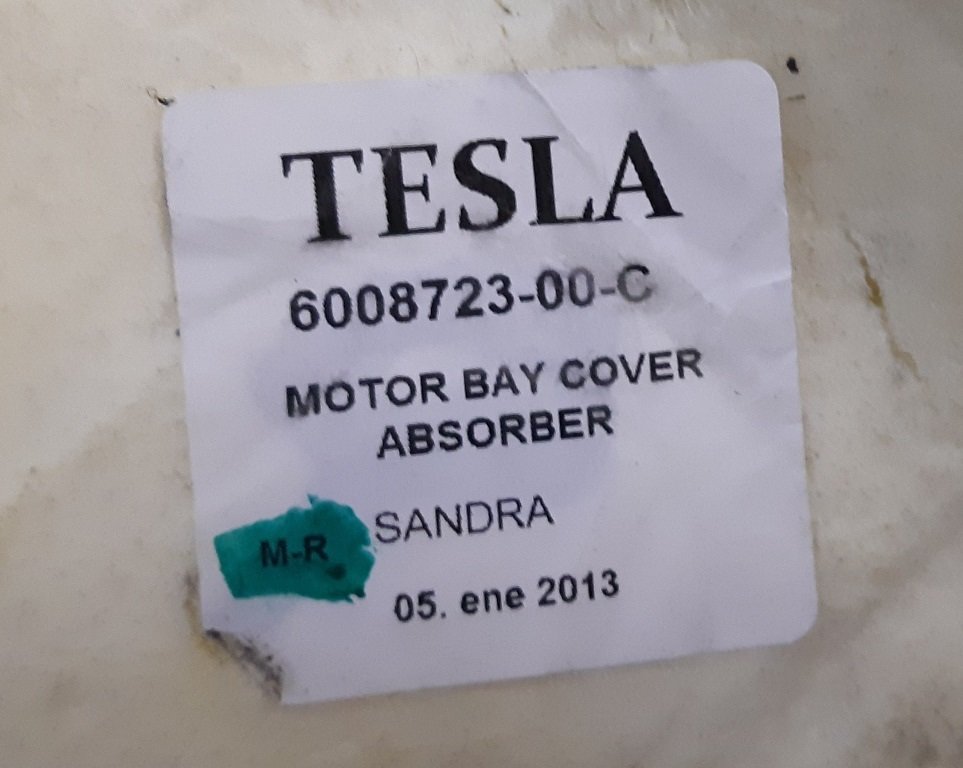 TESLA
6008723-00-C
MOTOR BAY COVER
ABSORBER
SANDRA
M-R
05. ene 2013